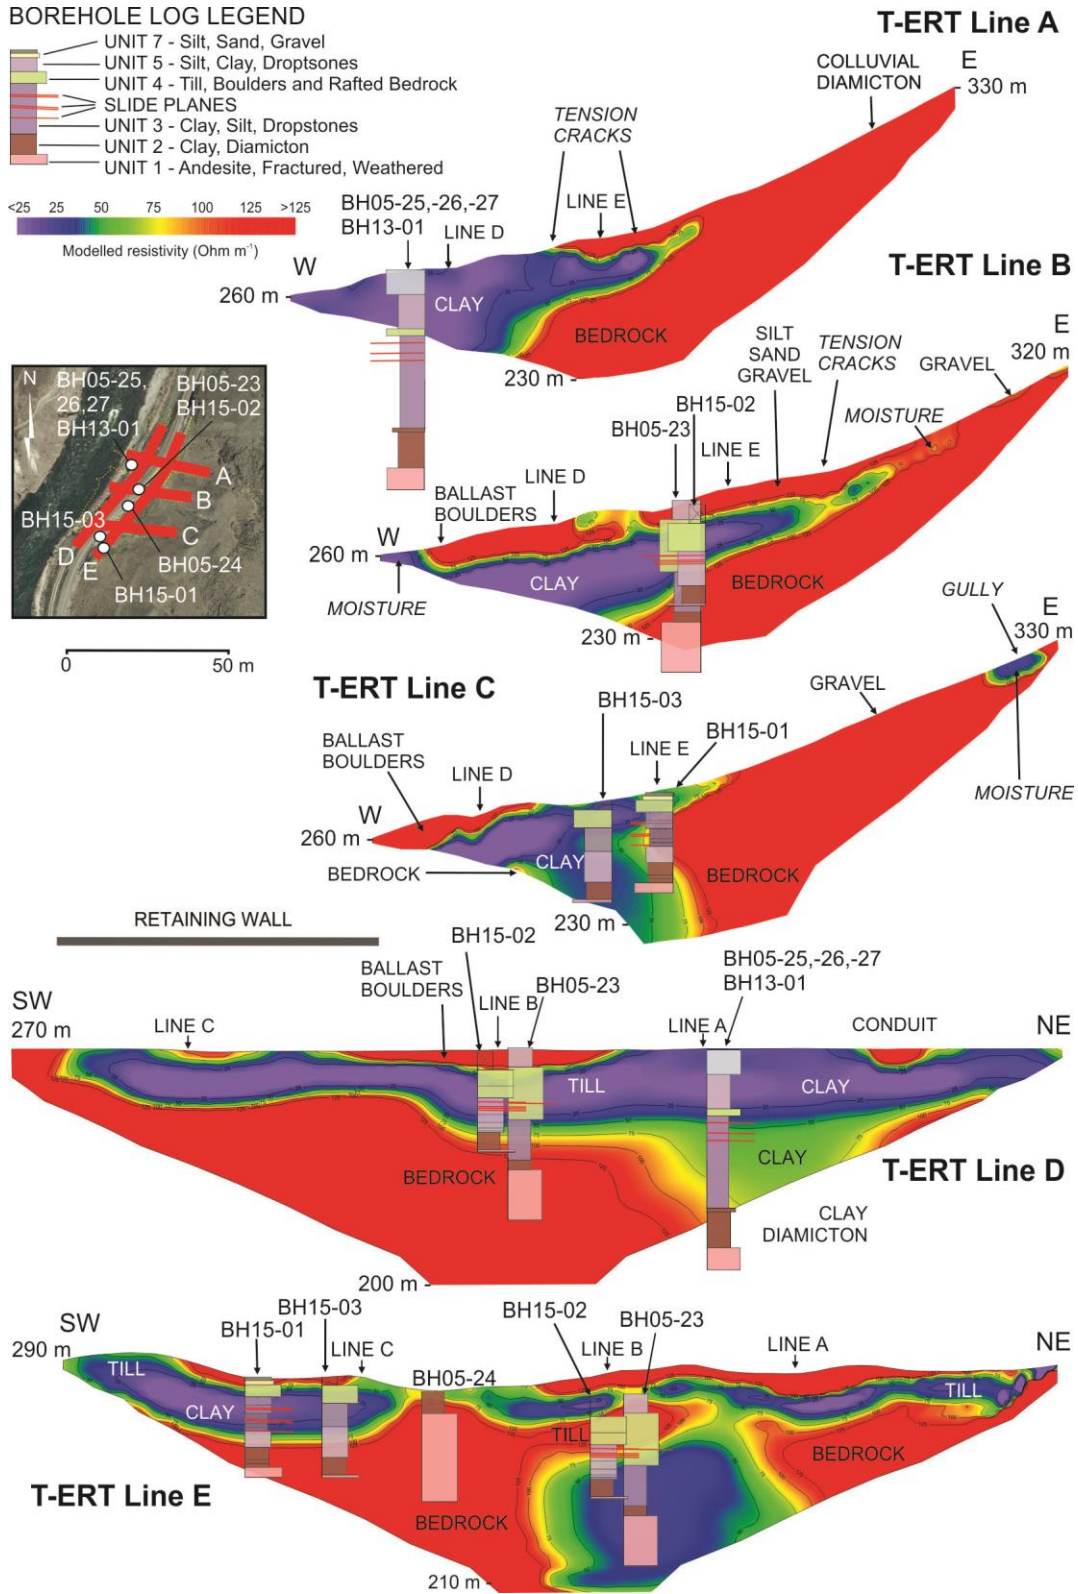 BOREHOLE LOG LEGEND
UNIT 7 - Silt, Sand, Gravel
UNIT 5 - Silt, Clay, Droptsones
UNIT 4 - Till, Boulders and Rafted Bedrock
SLIDE PLANES
UNIT 3 - Clay, Silt, Dropstones
UNIT 2 - Clay, Diamicton
UNIT 1 - Andesite, Fractured, Weathered
<25 25 50 75 100 >125
Modelled resistivity (Ohm m⁻¹)
T-ERT Line A
COLLUVIAL
DIAMICTON
E
330 m
TENSION
CRACKS
LINE E
BH05-25,-26,-27
BH13-01
LINE D
W
260 m
CLAY
BEDROCK
230 m
T-ERT Line B
E
320 m
SILT
SAND
GRAVEL
TENSION
CRACKS
GRAVEL
MOISTURE
BH15-02
BH05-23
LINE E
LINE D
BALLAST
BOULDERS
W
260 m
CLAY
BEDROCK
MOISTURE
230 m
N
BH05-25,
26,27
BH13-01
BH05-23
BH15-02
A
B
C
BH15-03
D
E
BH05-24
BH15-01
0 50 m
T-ERT Line C
GULLY
E
330 m
GRAVEL
BH15-03
BH15-01
LINE E
BALLAST
BOULDERS
LINE D
W
260 m
MOISTURE
CLAY
BEDROCK
BEDROCK
230 m
RETAINING WALL
BH15-02
BH05-25,-26,-27
BH13-01
BALLAST
BOULDERS
LINE B
BH05-23
SW
270 m
LINE C
LINE A
CONDUIT
NE
TILL
CLAY
CLAY
BEDROCK
T-ERT Line D
CLAY
DIAMICTON
200 m
SW
290 m
BH15-03
BH15-01
LINE C
BH05-24
BH15-02
LINE B
BH05-23
LINE A
NE
TILL
CLAY
TILL
TILL
BEDROCK
BEDROCK
T-ERT Line E
210 m